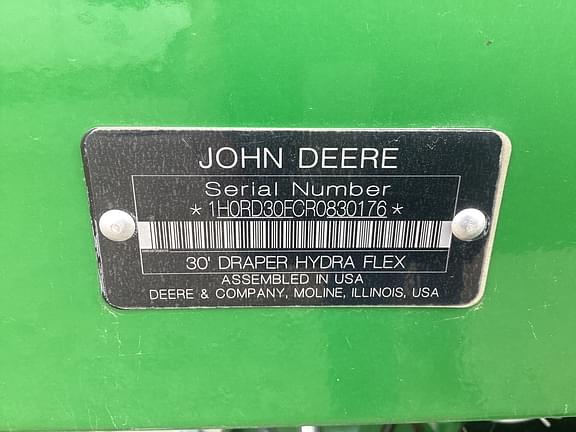 JOHN DEERE
Serial Number
*1H0RD30FCR0830176*
30' DRAPER HYDRA FLEX
ASSEMBLED IN USA
DEERE & COMPANY, MOLINE, ILLINOIS, USA